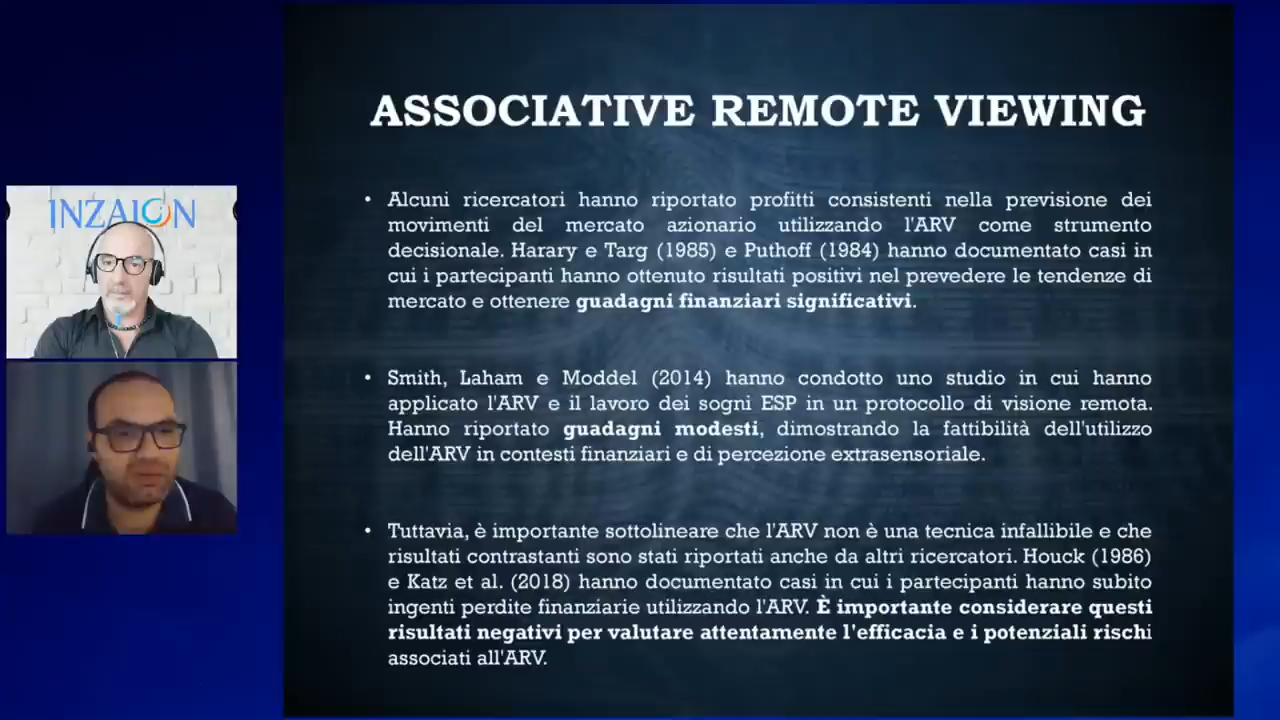 ASSOCIATIVE REMOTE VIEWING
INZAION
• Alcuni ricercatori hanno riportato profitti consistenti nella previsione dei
movimenti del mercato azionario utilizzando l'ARV come strumento
decisionale. Harary e Targ (1985) e Puthoff (1984) hanno documentato casi in
cui i partecipanti hanno ottenuto risultati positivi nel prevedere le tendenze di
mercato e ottenere guadagni finanziari significativi.
• Smith, Laham e Moddel (2014) hanno condotto uno studio in cui hanno
applicato l'ARV e il lavoro dei sogni ESP in un protocollo di visione remota.
Hanno riportato guadagni modesti, dimostrando la fattibilità dell'utilizzo
dell'ARV in contesti finanziari e di percezione extrasensoriale.
• Tuttavia, è importante sottolineare che l'ARV non è una tecnica infallibile e che
risultati contrastanti sono stati riportati anche da altri ricercatori. Houck (1986)
e Katz et al. (2018) hanno documentato casi in cui i partecipanti hanno subito
ingenti perdite finanziarie utilizzando l'ARV. È importante considerare questi
risultati negativi per valutare attentamente l'efficacia e i potenziali rischi
associati all'ARV.